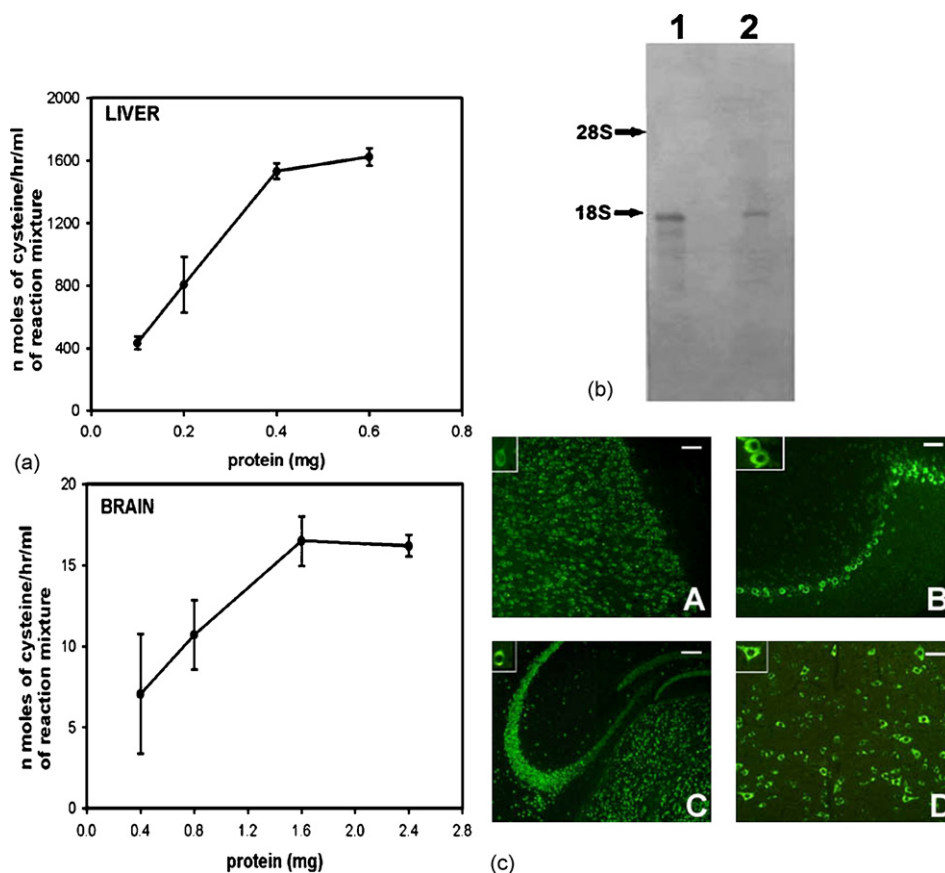 LIVER
2000
1600
1200
800
400
0
0.0 0.2 0.4 0.6 0.8
n moles of cysteine/hr/ml
of reaction mixture
protein (mg)
(a)
BRAIN
20
15
10
5
0
0.0 0.4 0.8 1.2 1.6 2.0 2.4 2.8
n moles of cysteine/hr/ml
of reaction mixture
protein (mg)
1 2
28S
18S
(b)
A
B
C
D
(c)